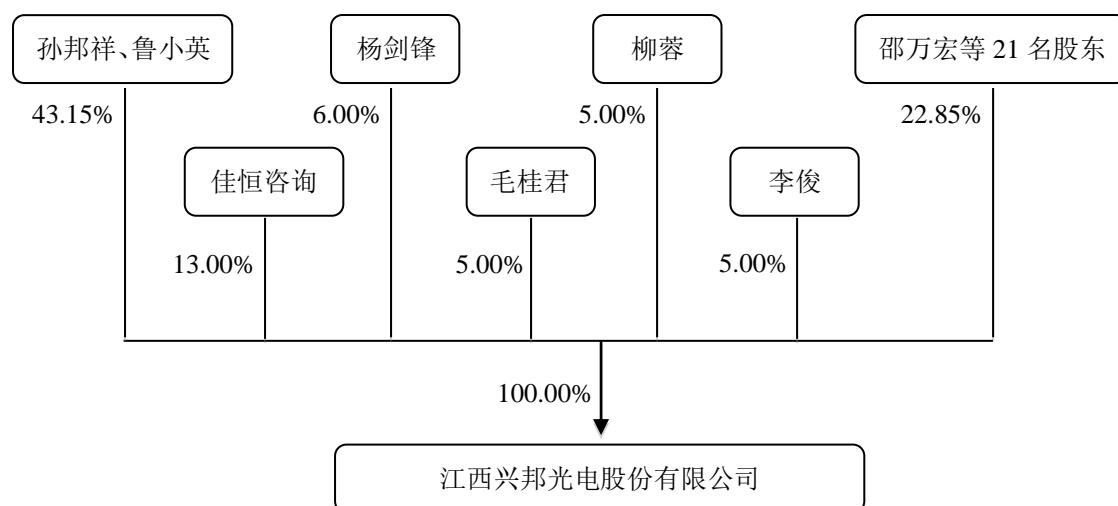 孙邦祥、鲁小英
杨剑锋
柳蓉
邵万宏等 21 名股东
43.15%
6.00%
5.00%
22.85%
佳恒咨询
毛桂君
李俊
13.00%
5.00%
5.00%
100.00%
江西兴邦光电股份有限公司